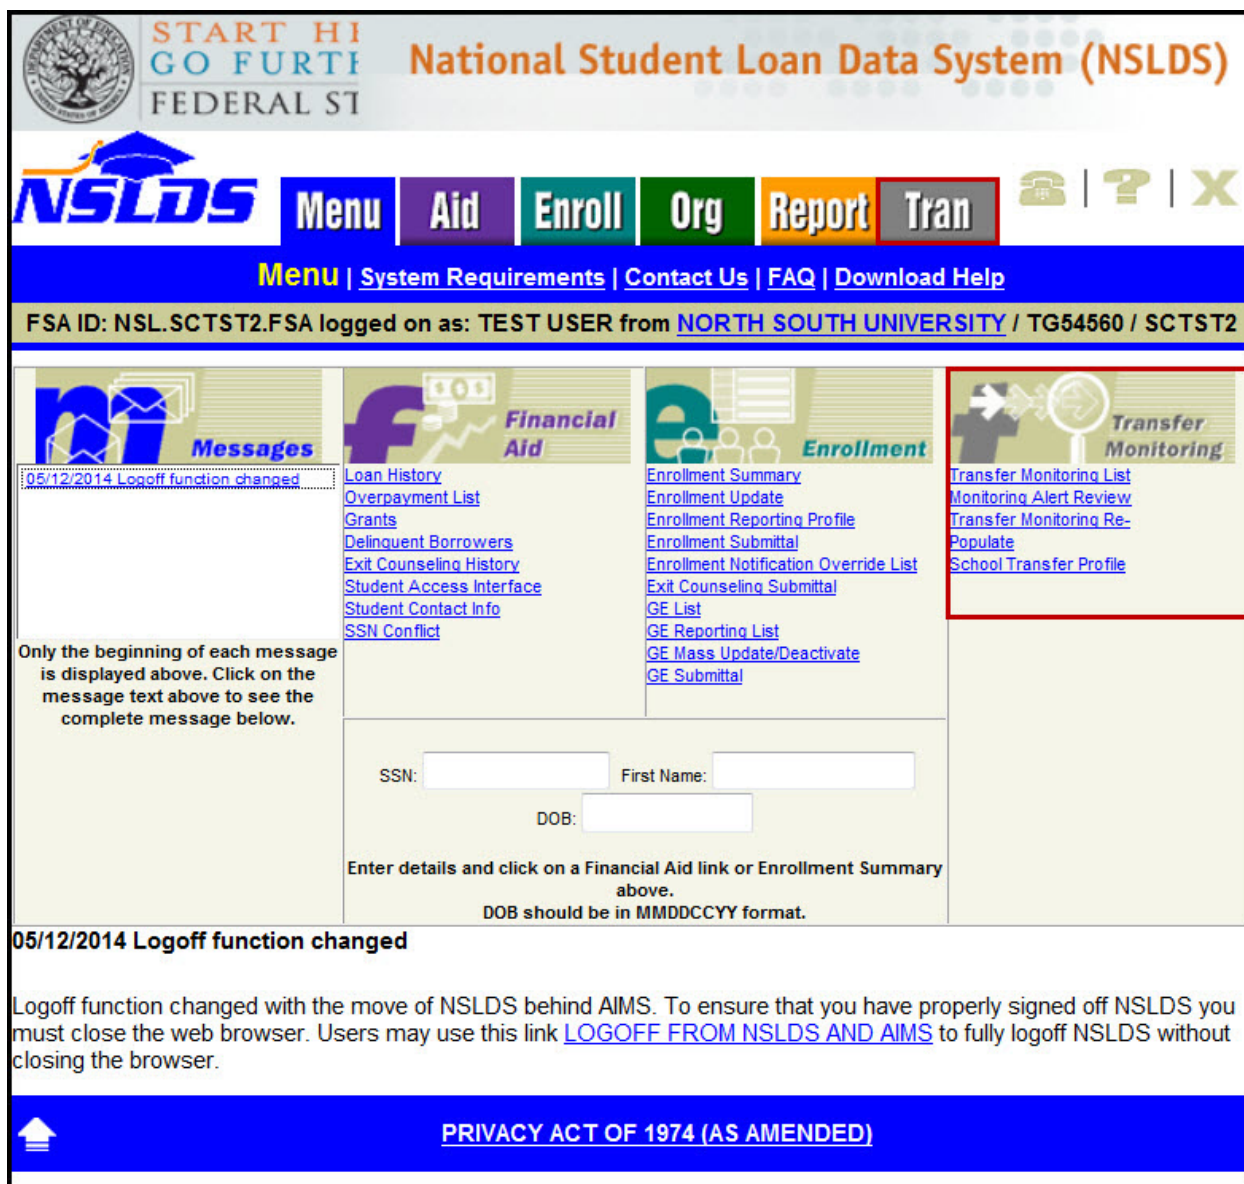 START HE
GO FURTH
FEDERAL ST
National Student Loan Data System (NSLDS)
NSLDS
Menu Aid Enroll Org Report Tran
? | X
Menu | System Requirements | Contact Us | FAQ | Download Help
FSA ID: NSL.SCTST2.FSA logged on as: TEST USER from NORTH SOUTH UNIVERSITY / TG54560 / SCTST2
Messages
05/12/2014 Logoff function changed
Only the beginning of each message
is displayed above. Click on the
message text above to see the
complete message below.
Financial
Aid
Loan History
Overpayment List
Grants
Delinquent Borrowers
Exit Counseling History
Student Access Interface
Student Contact Info
SSN Conflict
Enrollment
Enrollment Summary
Enrollment Update
Enrollment Reporting Profile
Enrollment Submittal
Enrollment Notification Override List
Exit Counseling Submittal
GE List
GE Reporting List
GE Mass Update/Deactivate
GE Submittal
Transfer
Monitoring
Transfer Monitoring List
Monitoring Alert Review
Transfer Monitoring Re-
Populate
School Transfer Profile
SSN: First Name:
DOB:
Enter details and click on a Financial Aid link or Enrollment Summary
above.
DOB should be in MMDDCCYY format.
05/12/2014 Logoff function changed
Logoff function changed with the move of NSLDS behind AIMS. To ensure that you have properly signed off NSLDS you
must close the web browser. Users may use this link LOGOFF FROM NSLDS AND AIMS to fully logoff NSLDS without
closing the browser.
PRIVACY ACT OF 1974 (AS AMENDED)